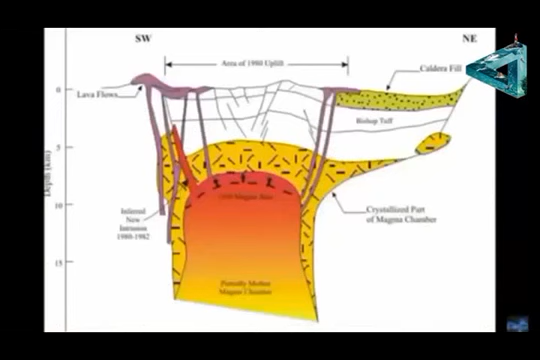 SW
NE
Area of 1980 Uplift
Caldera Fill
Lava Flows
0
Bishop Tuff
5
Depth (km)
Inferred
New
Intrusion
1980-1982
10
Crystallized Part
of Magma Chamber
15
Partially Molten
Magma Chamber